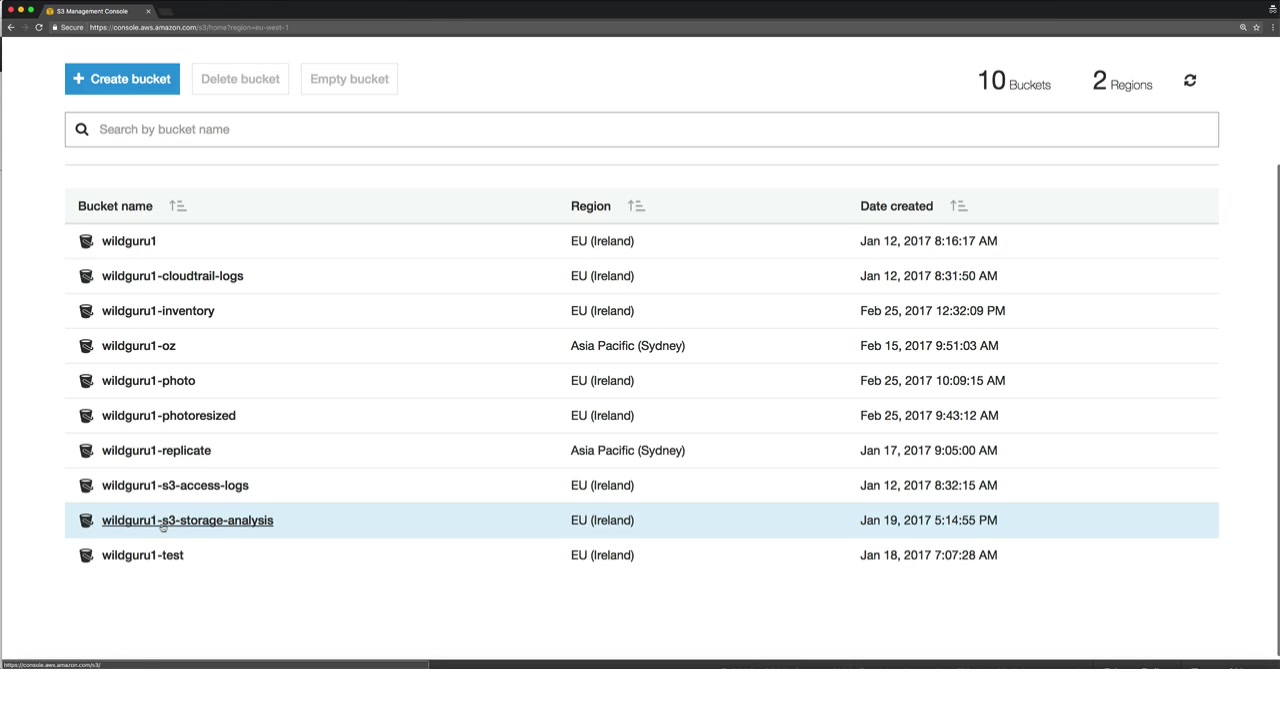 S3 Management Console
Secure https://console.aws.amazon.com/s3/home?region=eu-west-1
+ Create bucket Delete bucket Empty bucket 10 Buckets 2 Regions
Search by bucket name
Bucket name Region Date created
wildguru1 EU (Ireland) Jan 12, 2017 8:16:17 AM
wildguru1-cloudtrail-logs EU (Ireland) Jan 12, 2017 8:31:50 AM
wildguru1-inventory EU (Ireland) Feb 25, 2017 12:32:09 PM
wildguru1-oz Asia Pacific (Sydney) Feb 15, 2017 9:51:03 AM
wildguru1-photo EU (Ireland) Feb 25, 2017 10:09:15 AM
wildguru1-photoresized EU (Ireland) Feb 25, 2017 9:43:12 AM
wildguru1-replicate Asia Pacific (Sydney) Jan 17, 2017 9:05:00 AM
wildguru1-s3-access-logs EU (Ireland) Jan 12, 2017 8:32:15 AM
wildguru1-s3-storage-analysis EU (Ireland) Jan 19, 2017 5:14:55 PM
wildguru1-test EU (Ireland) Jan 18, 2017 7:07:28 AM
https://console.aws.amazon.com/s3/